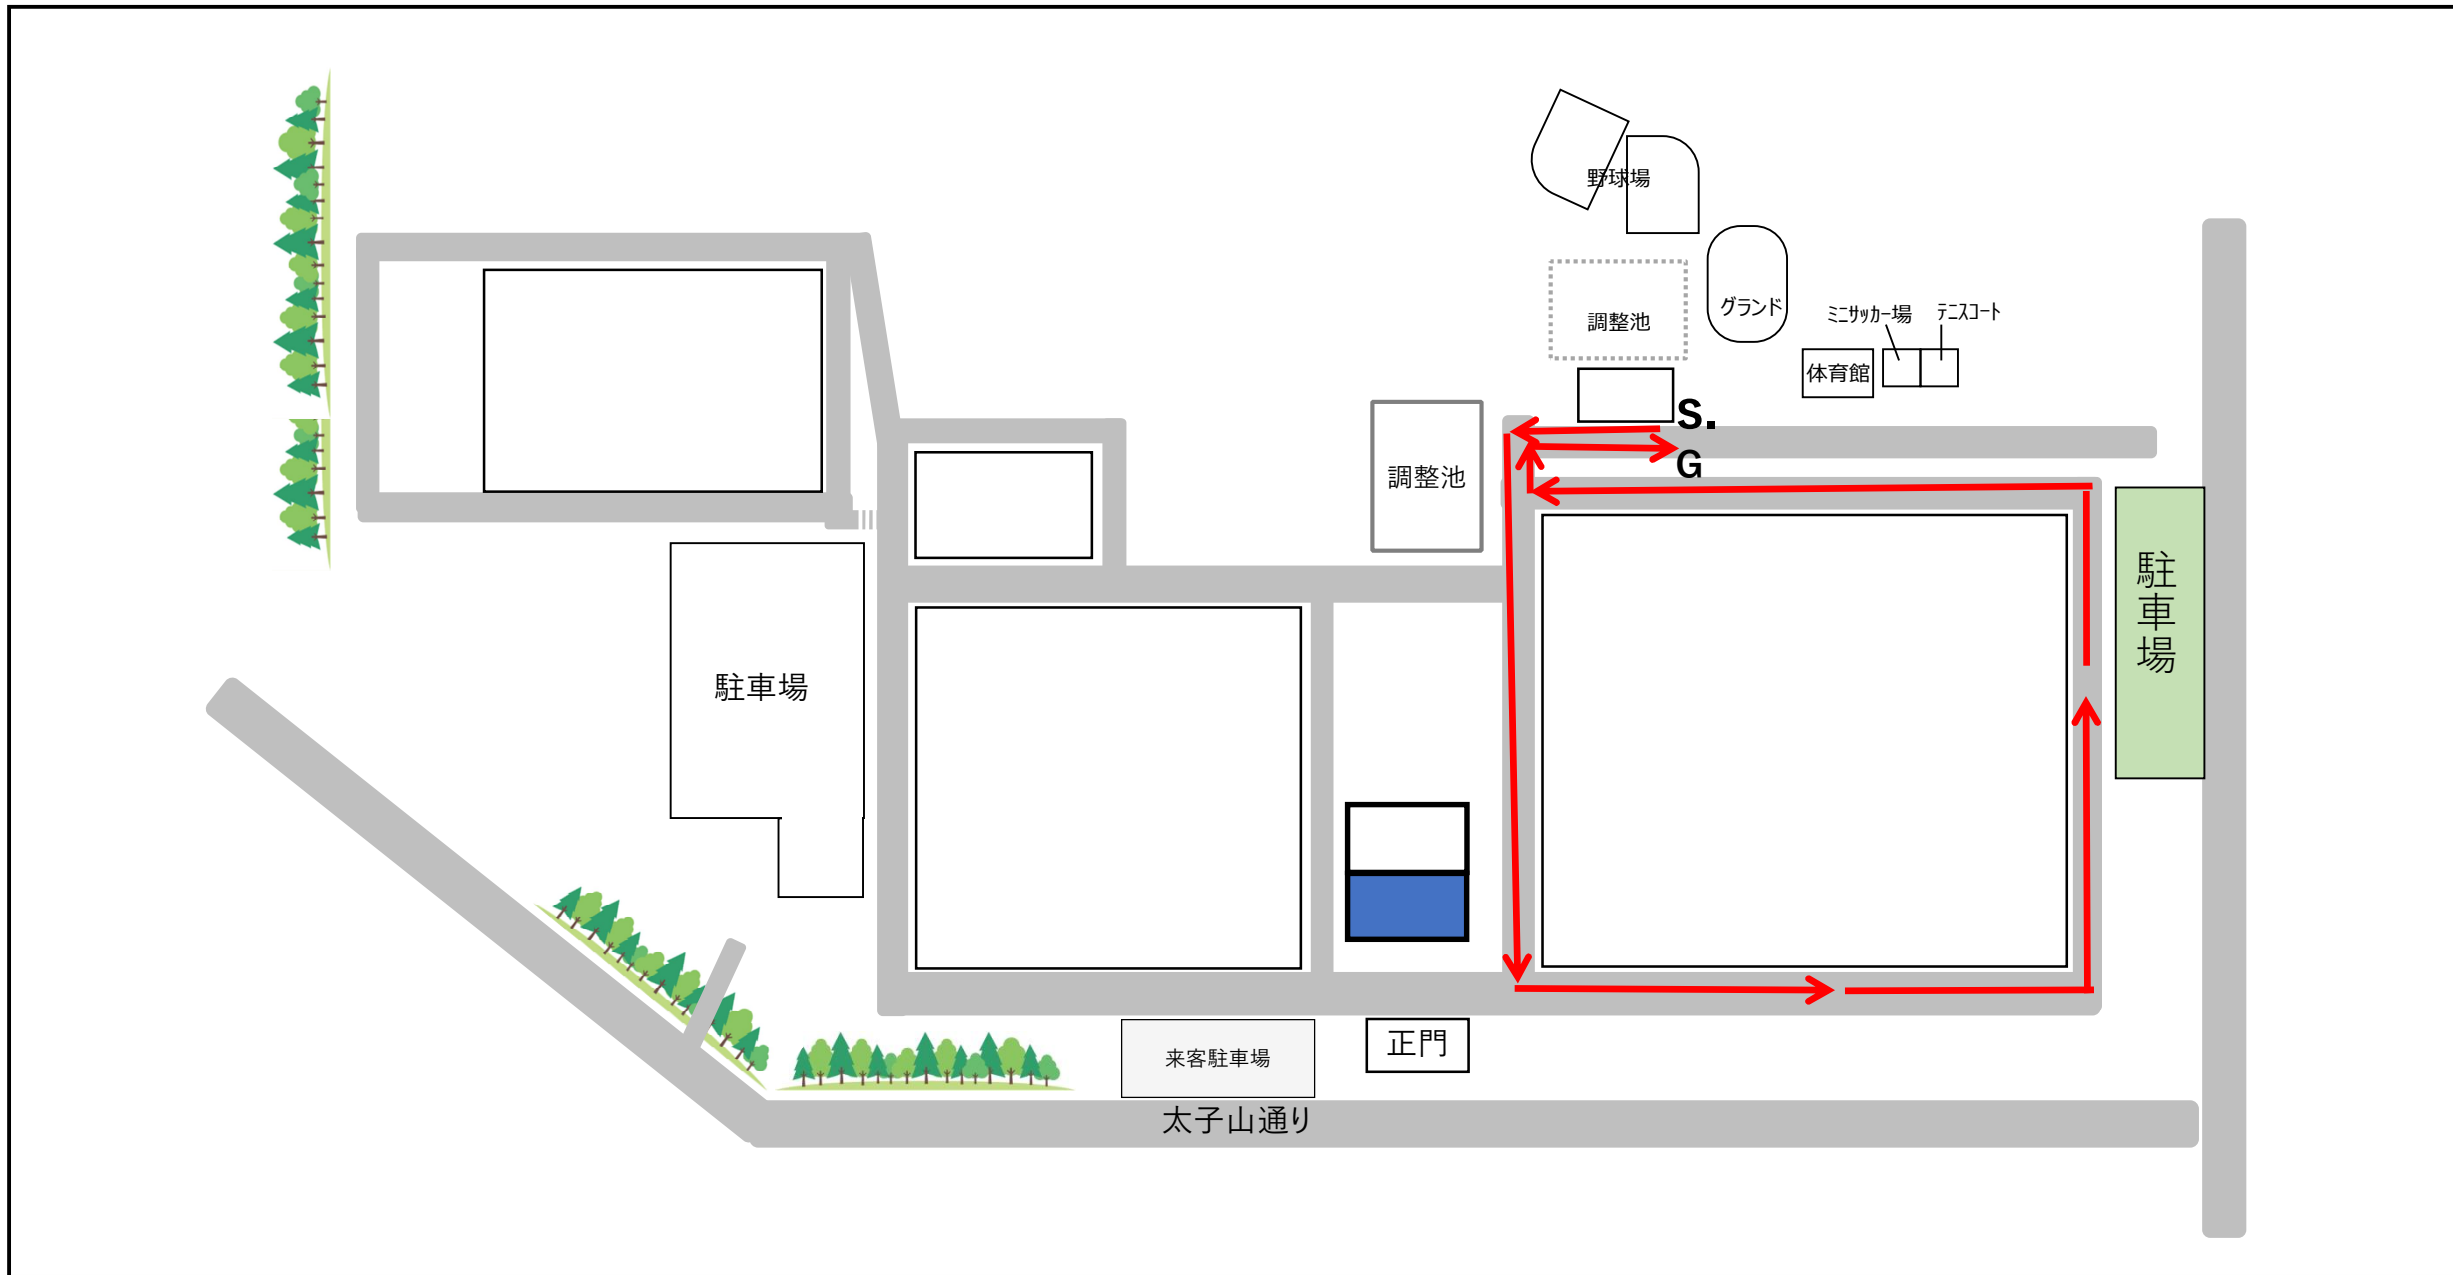 野球場
グランド
調整池
ミニサッカー場
テニスコート
体育館
S.
G
調整池
駐車場
駐車場
正門
来客駐車場
太子山通り